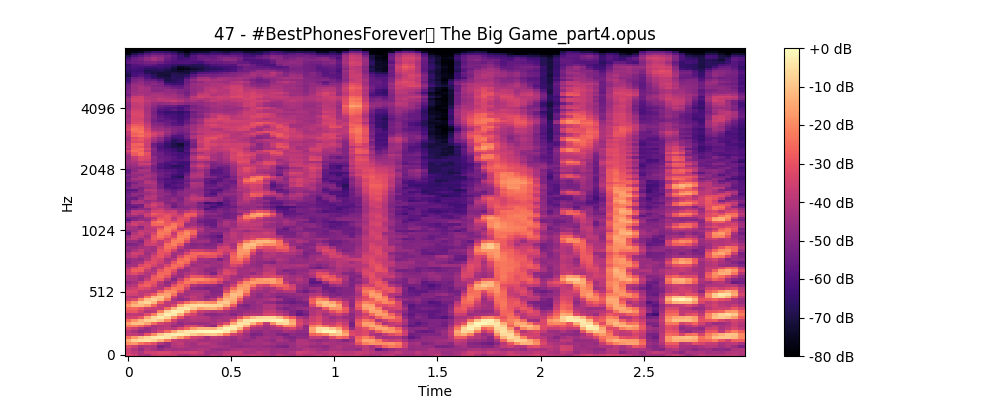 47 - #BestPhonesForever▯ The Big Game_part4.opus
Hz
4096
2048
1024
512
0
0
0.5
1
1.5
2
2.5
Time
+0 dB
-10 dB
-20 dB
-30 dB
-40 dB
-50 dB
-60 dB
-70 dB
-80 dB